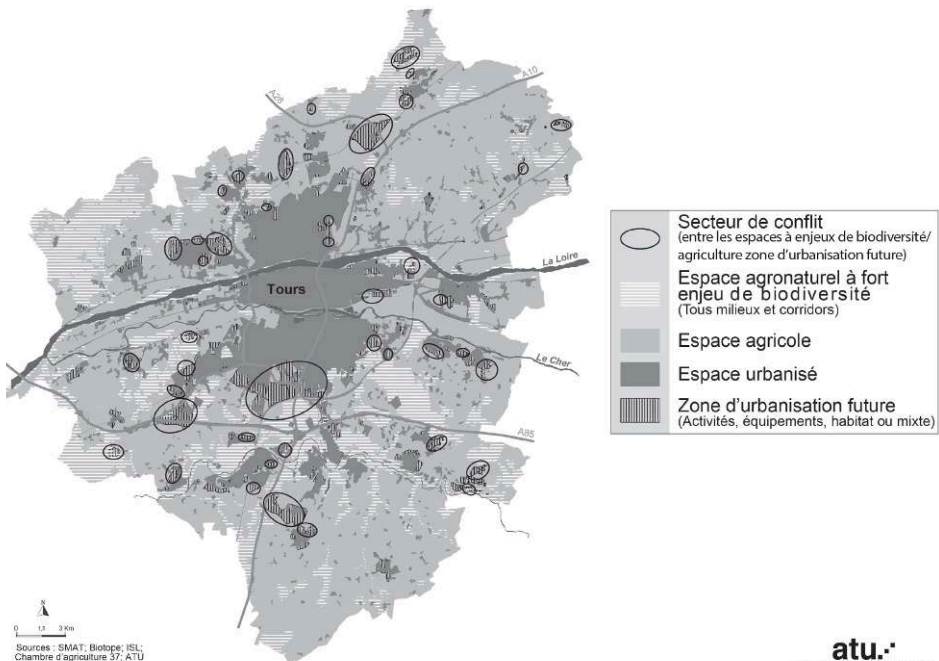 A28
A10
La Loire
Tours
Le Cher
A85
N
0 1,5 3 Km
Sources : SMAT; Biotope; ISL;
Chambre d'agriculture 37; ATU
Secteur de conflit
(entre les espaces à enjeux de biodiversité/
agriculture zone d'urbanisation future)
Espace agronaturel à fort
enjeu de biodiversité
(Tous milieux et corridors)
Espace agricole
Espace urbanisé
Zone d'urbanisation future
(Activités, équipements, habitat ou mixte)
atu